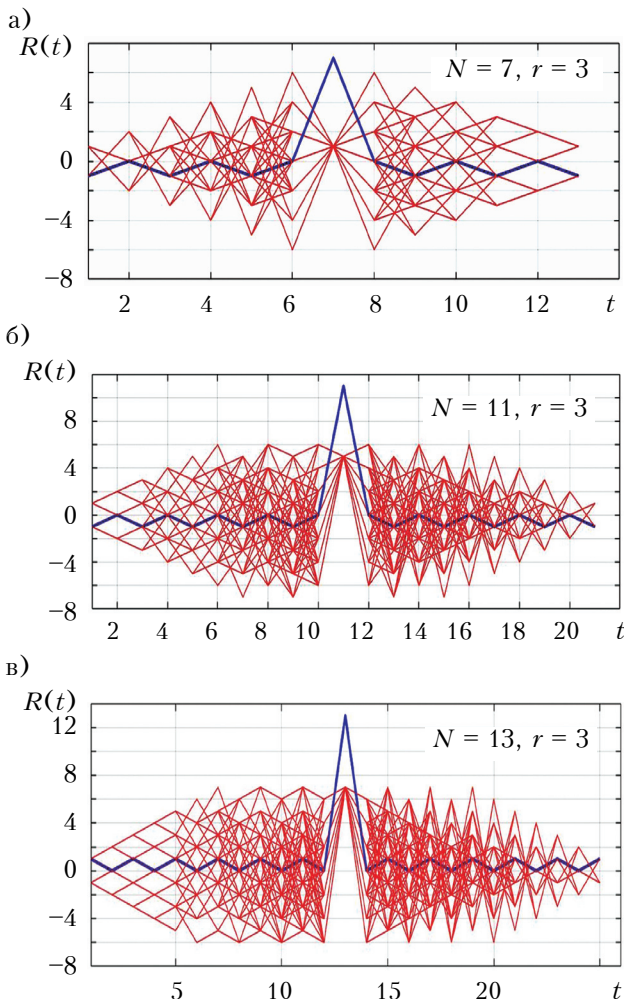 а)
R(t)
N = 7, r = 3
4
0
−4
−8
2 4 6 8 10 12 t
б)
R(t)
8
N = 11, r = 3
4
0
−4
−8
2 4 6 8 10 12 14 16 18 20 t
в)
R(t)
12
N = 13, r = 3
8
4
0
−4
−8
5 10 15 20 t